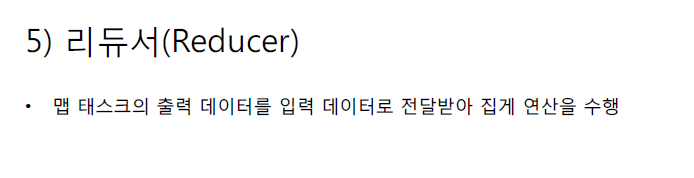 5) 리듀서(Reducer)
• 맵 태스크의 출력 데이터를 입력 데이터로 전달받아 집게 연산을 수행